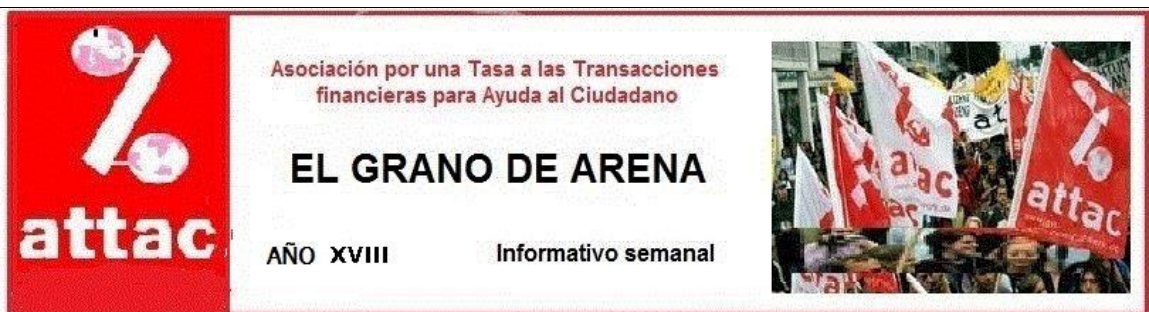 attac
Asociación por una Tasa a las Transacciones
financieras para Ayuda al Ciudadano
EL GRANO DE ARENA
AÑO XVIII
Informativo semanal
attac
attac